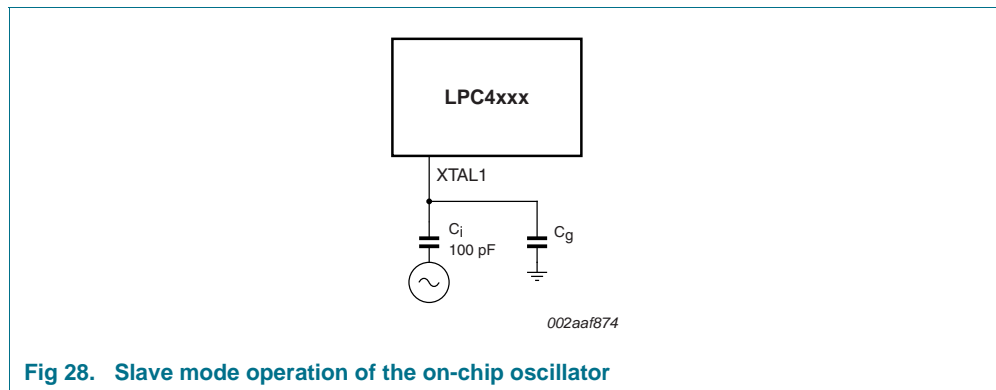 LPC4xxx
XTAL1
Ci
100 pF
Cg
002aaf874
Fig 28. Slave mode operation of the on-chip oscillator